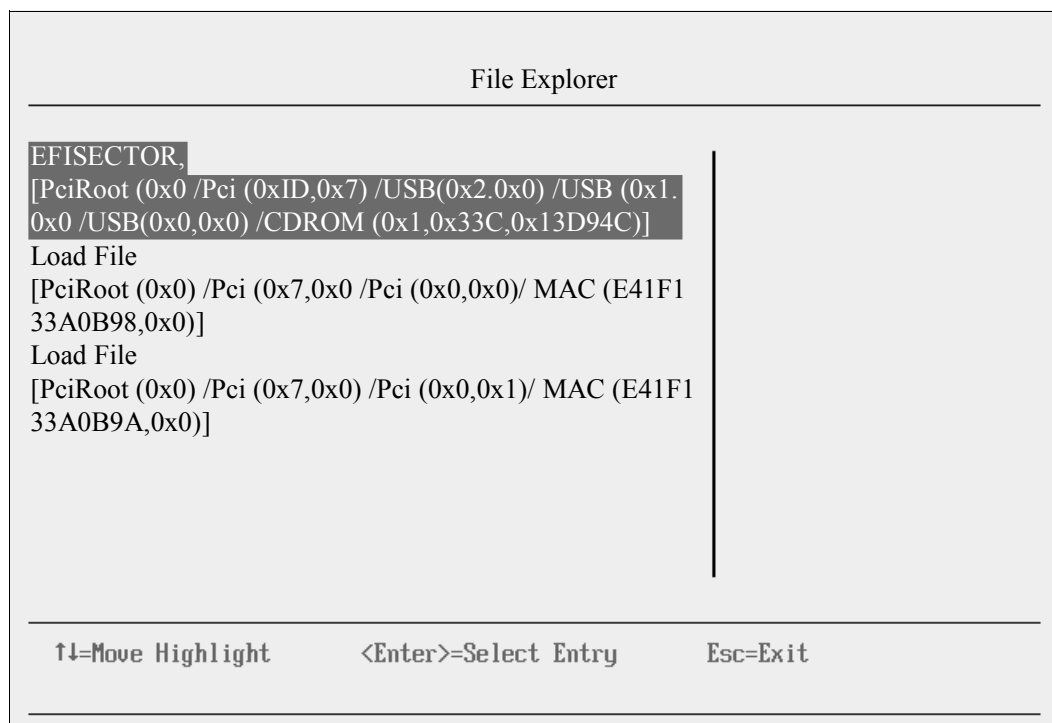 File Explorer
EFISECTOR,
[PciRoot (0x0 /Pci (0xID,0x7) /USB(0x2.0x0) /USB (0x1.
0x0 /USB(0x0,0x0) /CDROM (0x1,0x33C,0x13D94C)]
Load File
[PciRoot (0x0) /Pci (0x7,0x0 /Pci (0x0,0x0)/ MAC (E41F1
33A0B98,0x0)]
Load File
[PciRoot (0x0) /Pci (0x7,0x0) /Pci (0x0,0x1)/ MAC (E41F1
33A0B9A,0x0)]
↑↓=Move Highlight <Enter>=Select Entry Esc=Exit